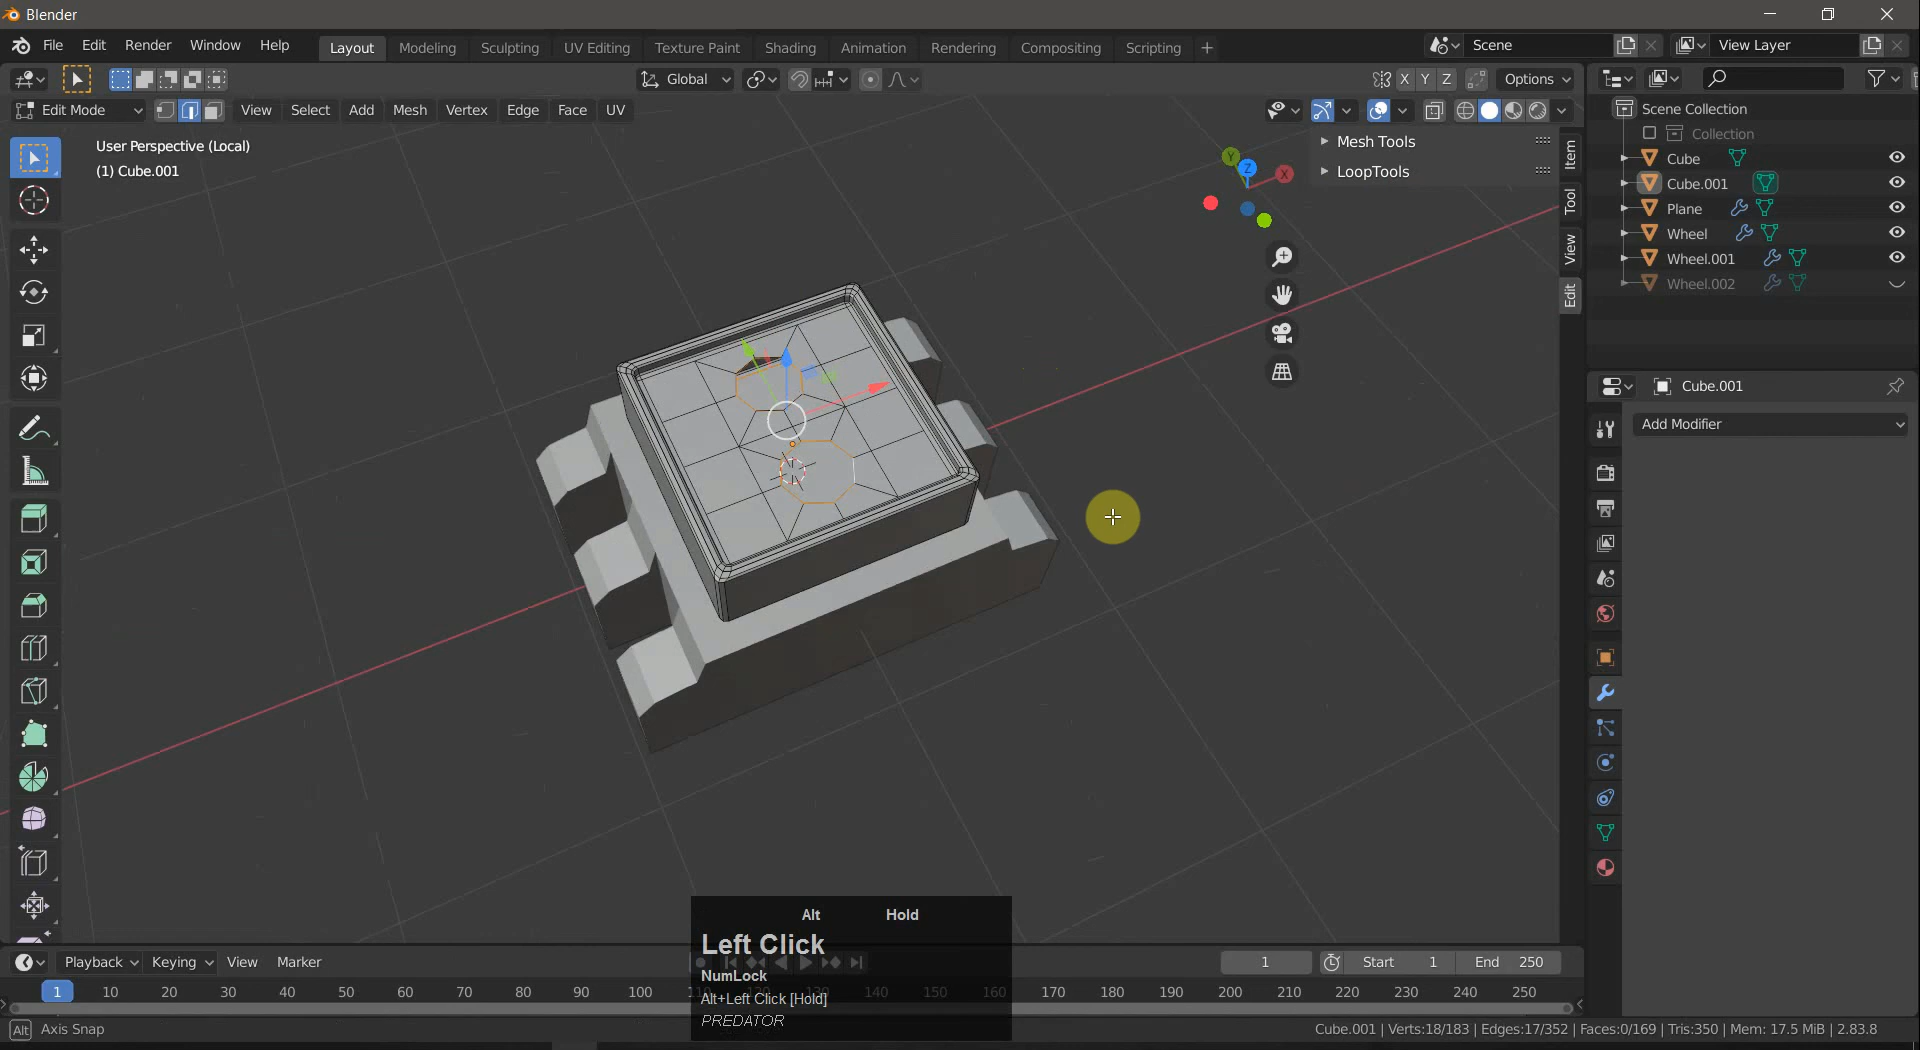 Blender
File Edit Render Window Help Layout Modeling Sculpting UV Editing Texture Paint Shading Animation Rendering Compositing Scripting + Scene View Layer
Global X Y Z Options
Edit Mode View Select Add Mesh Vertex Edge Face UV
User Perspective (Local)
(1) Cube.001
Mesh Tools
LoopTools
Item
Tool
View
Edit
Y
Z
X
Scene Collection
Collection
Cube
Cube.001
Plane
Wheel
Wheel.001
Wheel.002
Cube.001
Add Modifier
Alt Hold
Left Click
NumLock
Alt+Left Click [Hold]
PREDATOR
Playback Keying View Marker 1 Start 1 End 250
1 10 20 30 40 50 60 70 80 90 100 110 120 130 140 150 160 170 180 190 200 210 220 230 240 250
Alt Axis Snap Cube.001 | Verts:18/183 | Edges:17/352 | Faces:0/169 | Tris:350 | Mem: 17.5 MiB | 2.83.8